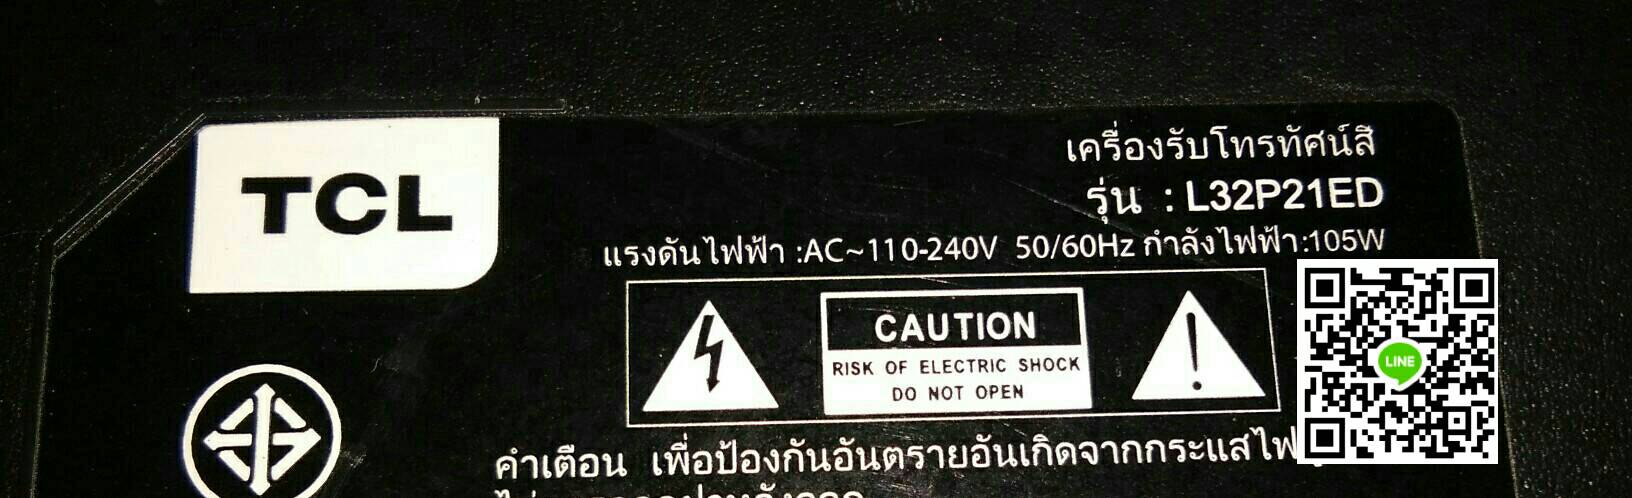 TCL
เครื่องรับโทรทัศน์สี
รุ่น : L32P21ED
แรงดันไฟฟ้า :AC~110-240V 50/60Hz กำลังไฟฟ้า:105W
CAUTION
RISK OF ELECTRIC SHOCK
DO NOT OPEN
LINE
คำเตือน เพื่อป้องกันอันตรายอันเกิดจากกระแสไฟ